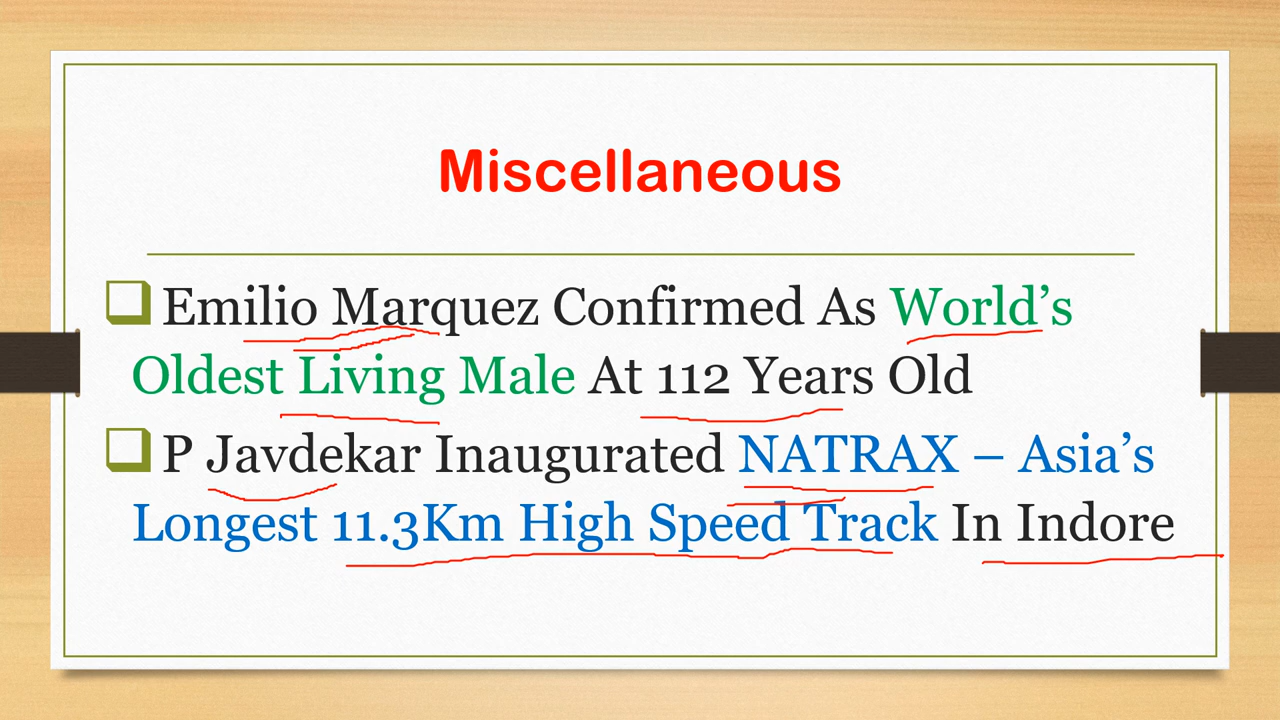 Miscellaneous
Emilio Marquez Confirmed As World’s
Oldest Living Male At 112 Years Old
P Javdekar Inaugurated NATRAX – Asia’s
Longest 11.3Km High Speed Track In Indore